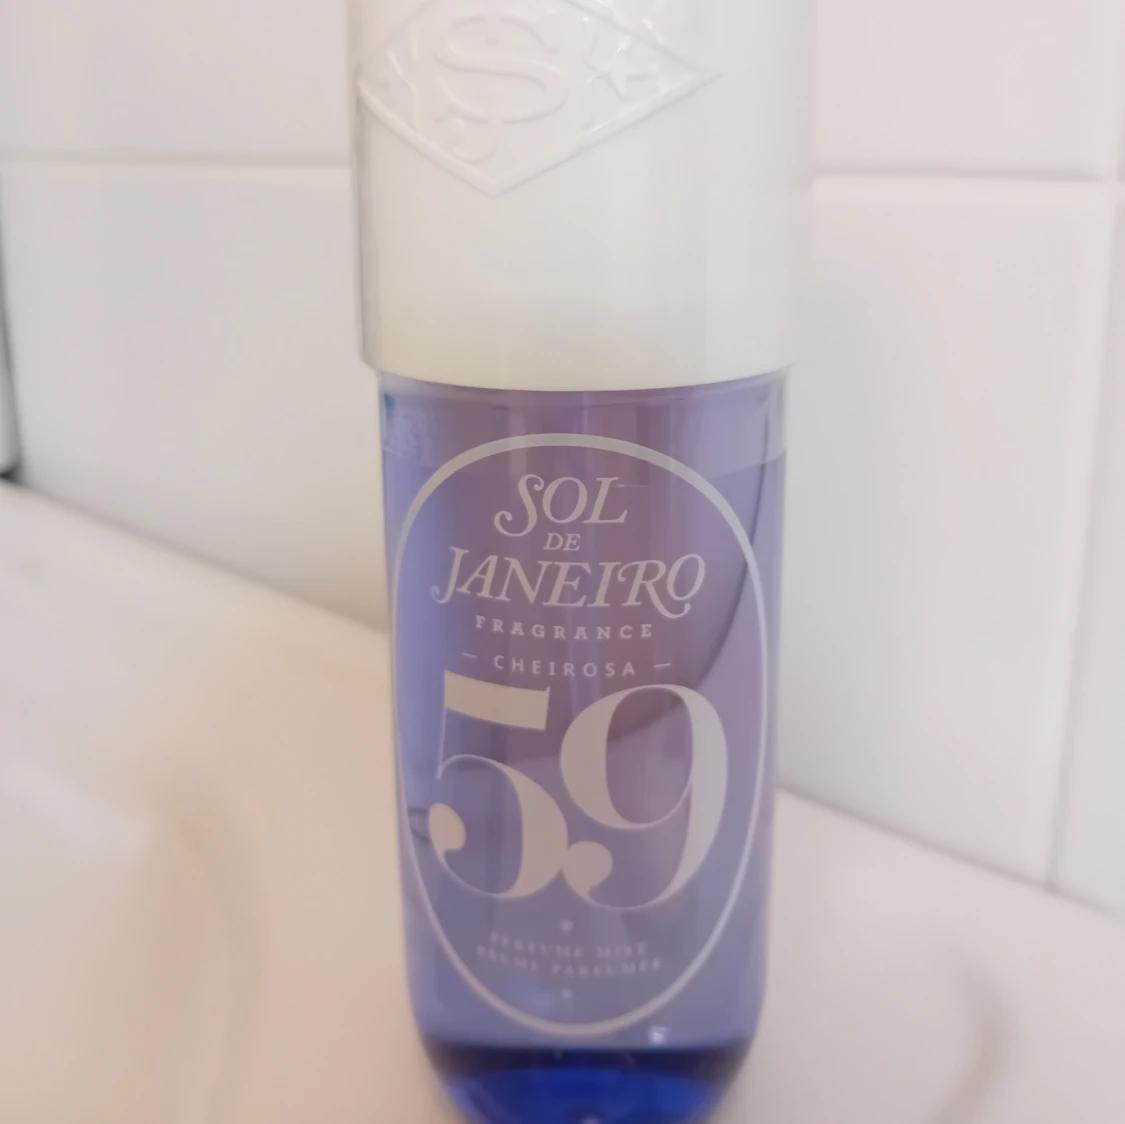 S
SOL
DE
JANEIRO
FRAGRANCE
– CHEIROSA –
59
PERFUME MIST
BRUME PARFUMÉE